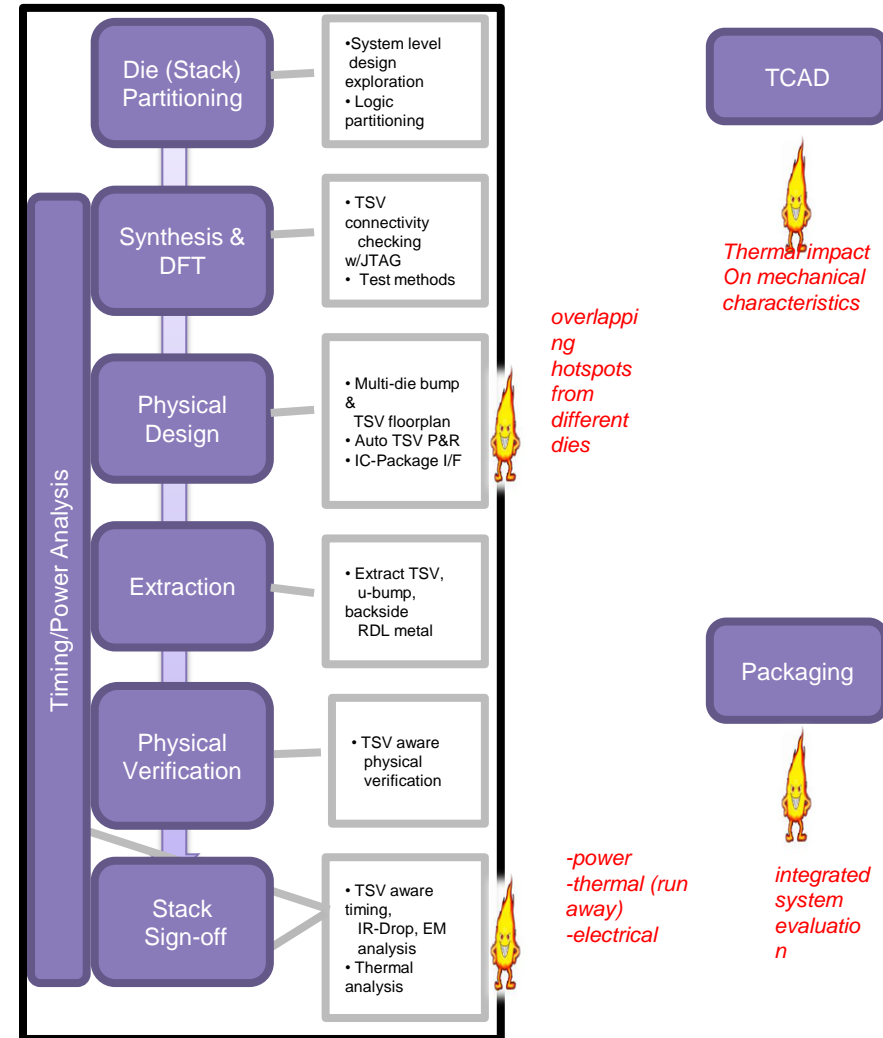 Die (Stack)
Partitioning
•System level
design
exploration
• Logic
partitioning
TCAD
Thermal impact
On mechanical
characteristics
Timing/Power Analysis
Synthesis &
DFT
• TSV
connectivity
checking
w/JTAG
• Test methods
Physical
Design
• Multi-die bump
&
TSV floorplan
• Auto TSV P&R
• IC-Package I/F
overlappi
ng
hotspots
from
different
dies
Extraction
• Extract TSV,
u-bump,
backside
RDL metal
Packaging
Physical
Verification
• TSV aware
physical
verification
Stack
Sign-off
• TSV aware
timing,
IR-Drop, EM
analysis
• Thermal
analysis
-power
-thermal (run
away)
-electrical
integrated
system
evaluatio
n